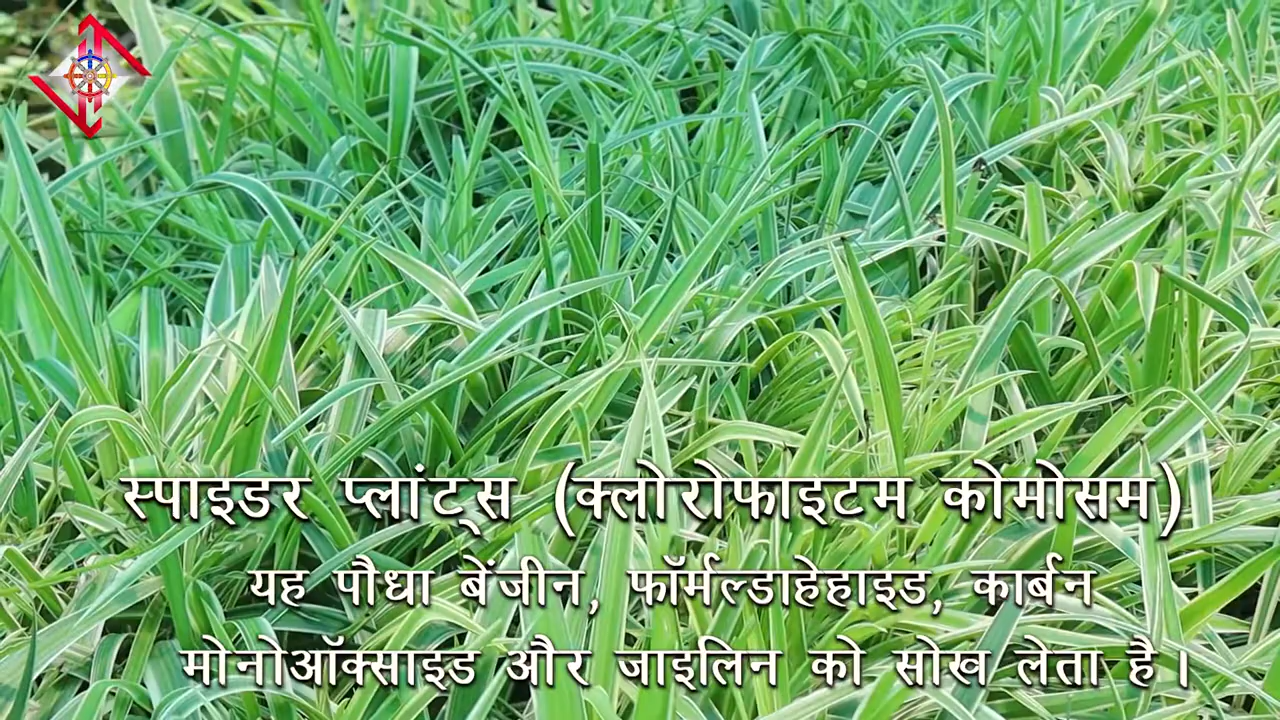 स्पाइडर प्लांट्स (क्लोरोफाइटम कोमोसम)
यह पौधा बेंजीन, फॉर्मल्डाहेहाइड, कार्बन
मोनोऑक्साइड और जाइलिन को सोख लेता है।